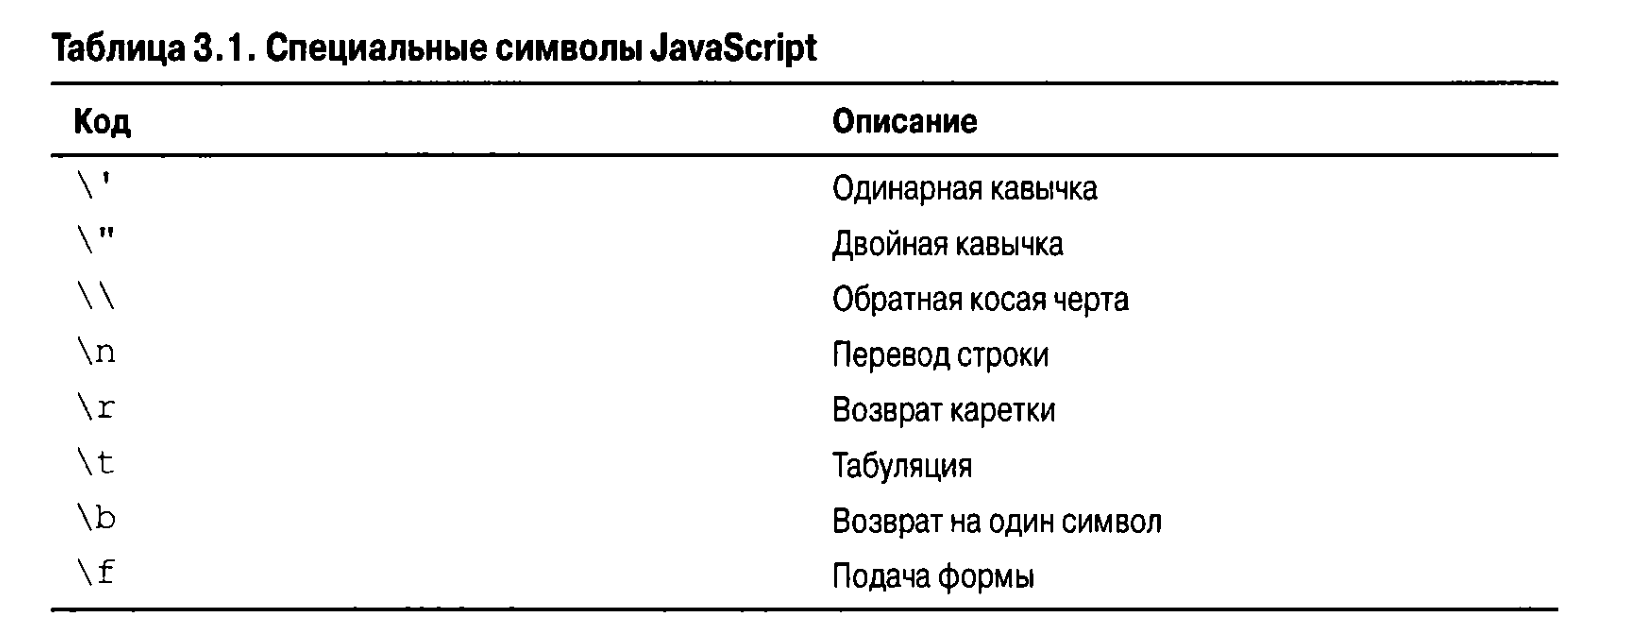 Таблица 3.1. Специальные символы JavaScript
Код Описание
\' Одинарная кавычка
\" Двойная кавычка
\\ Обратная косая черта
\n Перевод строки
\r Возврат каретки
\t Табуляция
\b Возврат на один символ
\f Подача формы